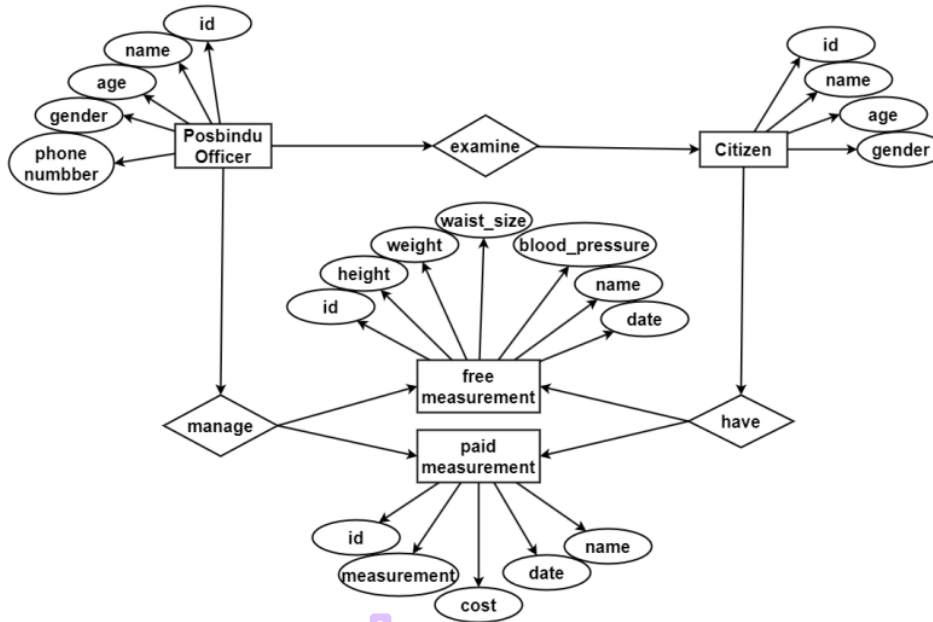 id
name
age
gender
phone
numbber
Posbindu
Officer
examine
id
name
age
gender
Citizen
waist_size
weight
blood_pressure
height
name
id
date
free
measurement
manage
have
paid
measurement
id
name
measurement
date
cost